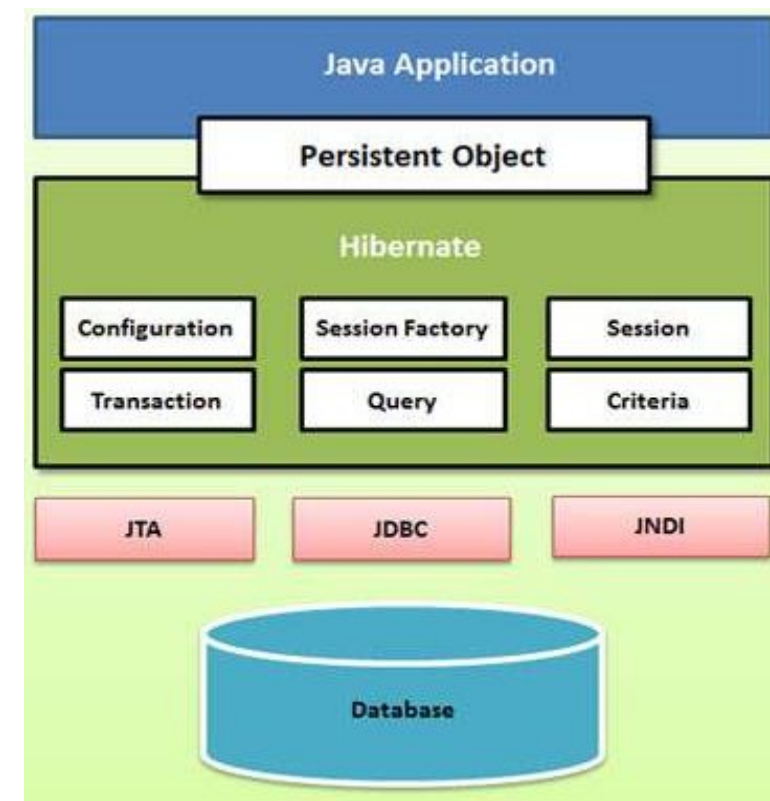 Java Application
Persistent Object
Hibernate
Configuration
Session Factory
Session
Transaction
Query
Criteria
JTA
JDBC
JNDI
Database